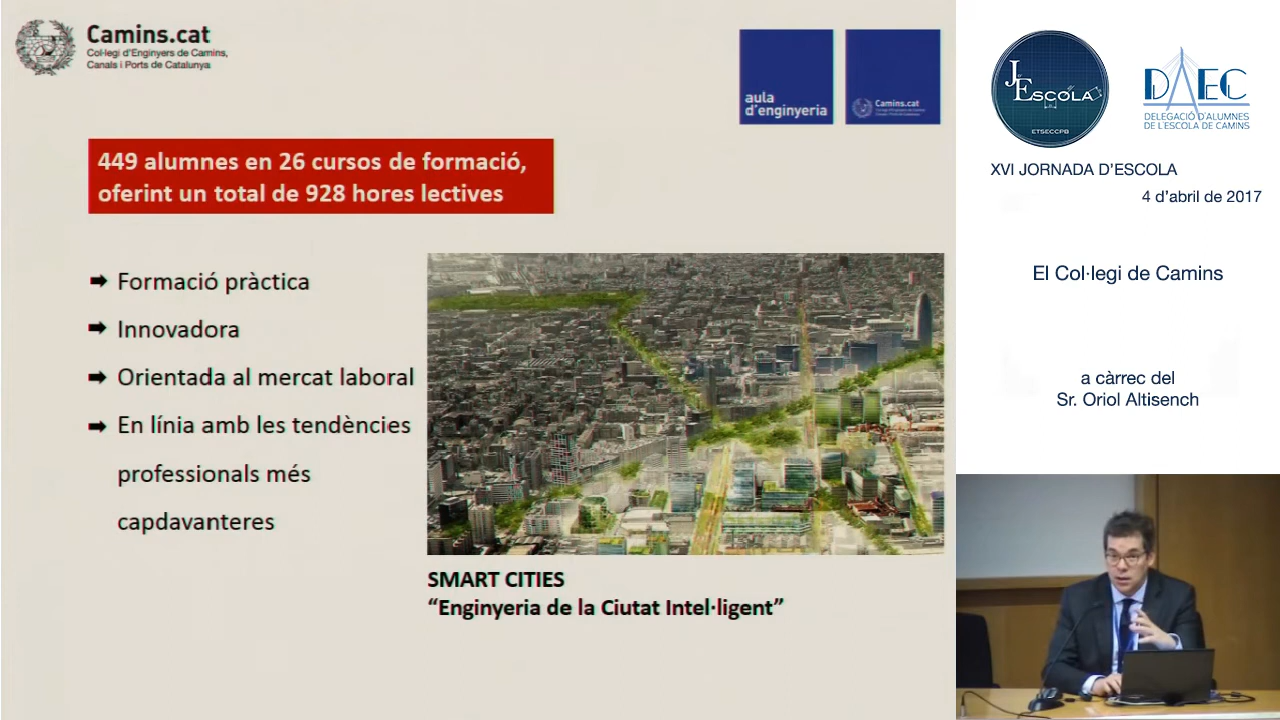 Camins.cat
Col·legi d'Enginyers de Camins,
Canals i Ports de Catalunya
aula
d'enginyeria
Camins.cat
449 alumnes en 26 cursos de formació,
oferint un total de 928 hores lectives
Formació pràctica
Innovadora
Orientada al mercat laboral
En línia amb les tendències
professionals més
capdavanteres
SMART CITIES
“Enginyeria de la Ciutat Intel·ligent”
J
ESCOLA
ETSECCPB
DAEC
DELEGACIÓ D'ALUMNES
DE L'ESCOLA DE CAMINS
XVI JORNADA D'ESCOLA
4 d'abril de 2017
El Col·legi de Camins
a càrrec del
Sr. Oriol Altisench